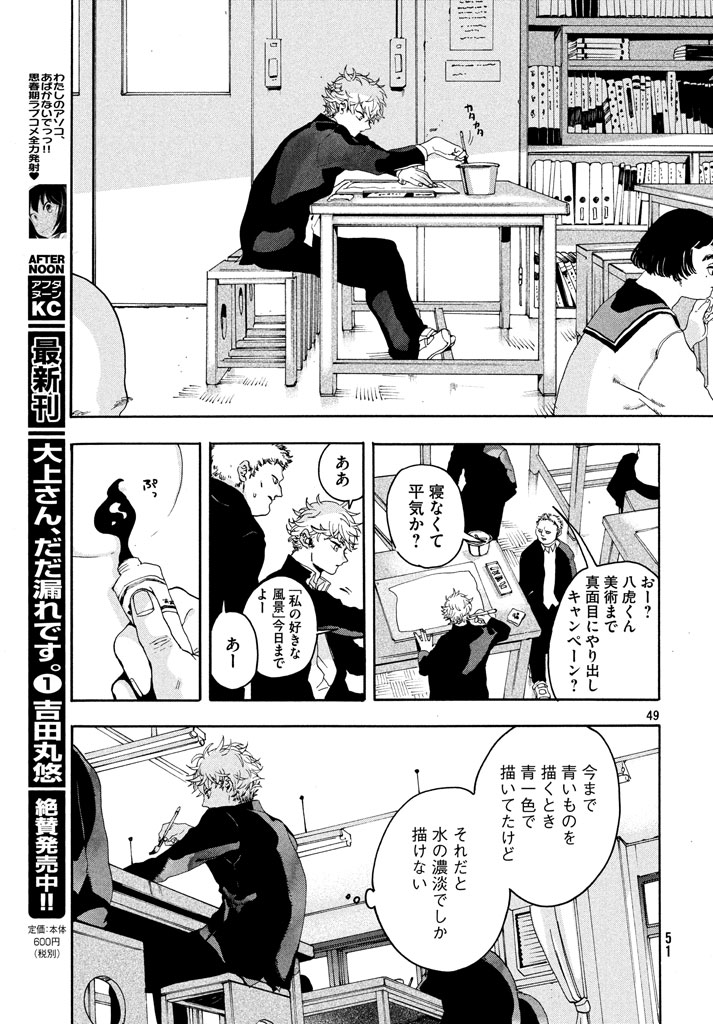 カタ
カタ
おー?
八虎くん
美術まで
真面目にやり出し
キャンペーン?
寝なくて
平気か?
ああ
「私の好きな
風景」今日まで
よー
あー
ぷっ
49
今まで
青いものを
描くとき
青一色で
描いてたけど
それだと
水の濃淡でしか
描けない
51
わたしのアソコ、
あばかないでっっ!!
思春期ラブコメ全力発射♥
AFTER
NOON
アフタ
ヌーン
KC
最新刊
大上さん、だだ漏れです。❶吉田丸悠
絶賛発売中!!
定価:本体
600円
(税別)